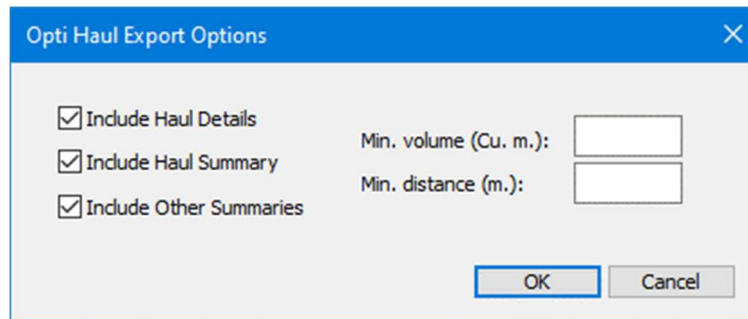 Opti Haul Export Options
Include Haul Details
Include Haul Summary
Include Other Summaries
Min. volume (Cu. m.):
Min. distance (m.):
OK
Cancel